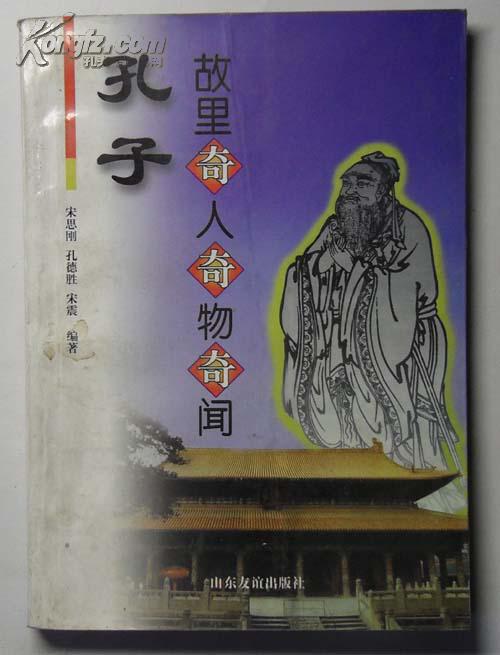 Kongfz.com
孔子
故里奇人奇物奇闻
宋思刚 孔德胜 宋震 编著
山东友谊出版社